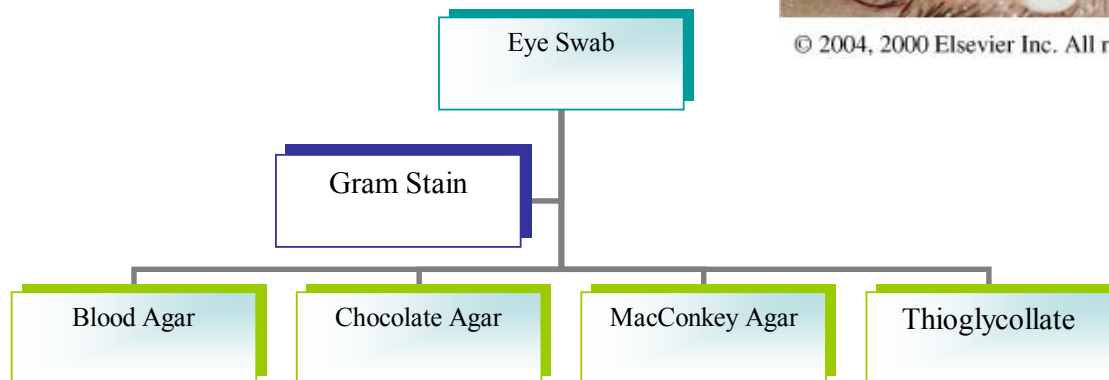 Eye Swab
© 2004, 2000 Elsevier Inc. All
Gram Stain
Blood Agar
Chocolate Agar
MacConkey Agar
Thioglycollate